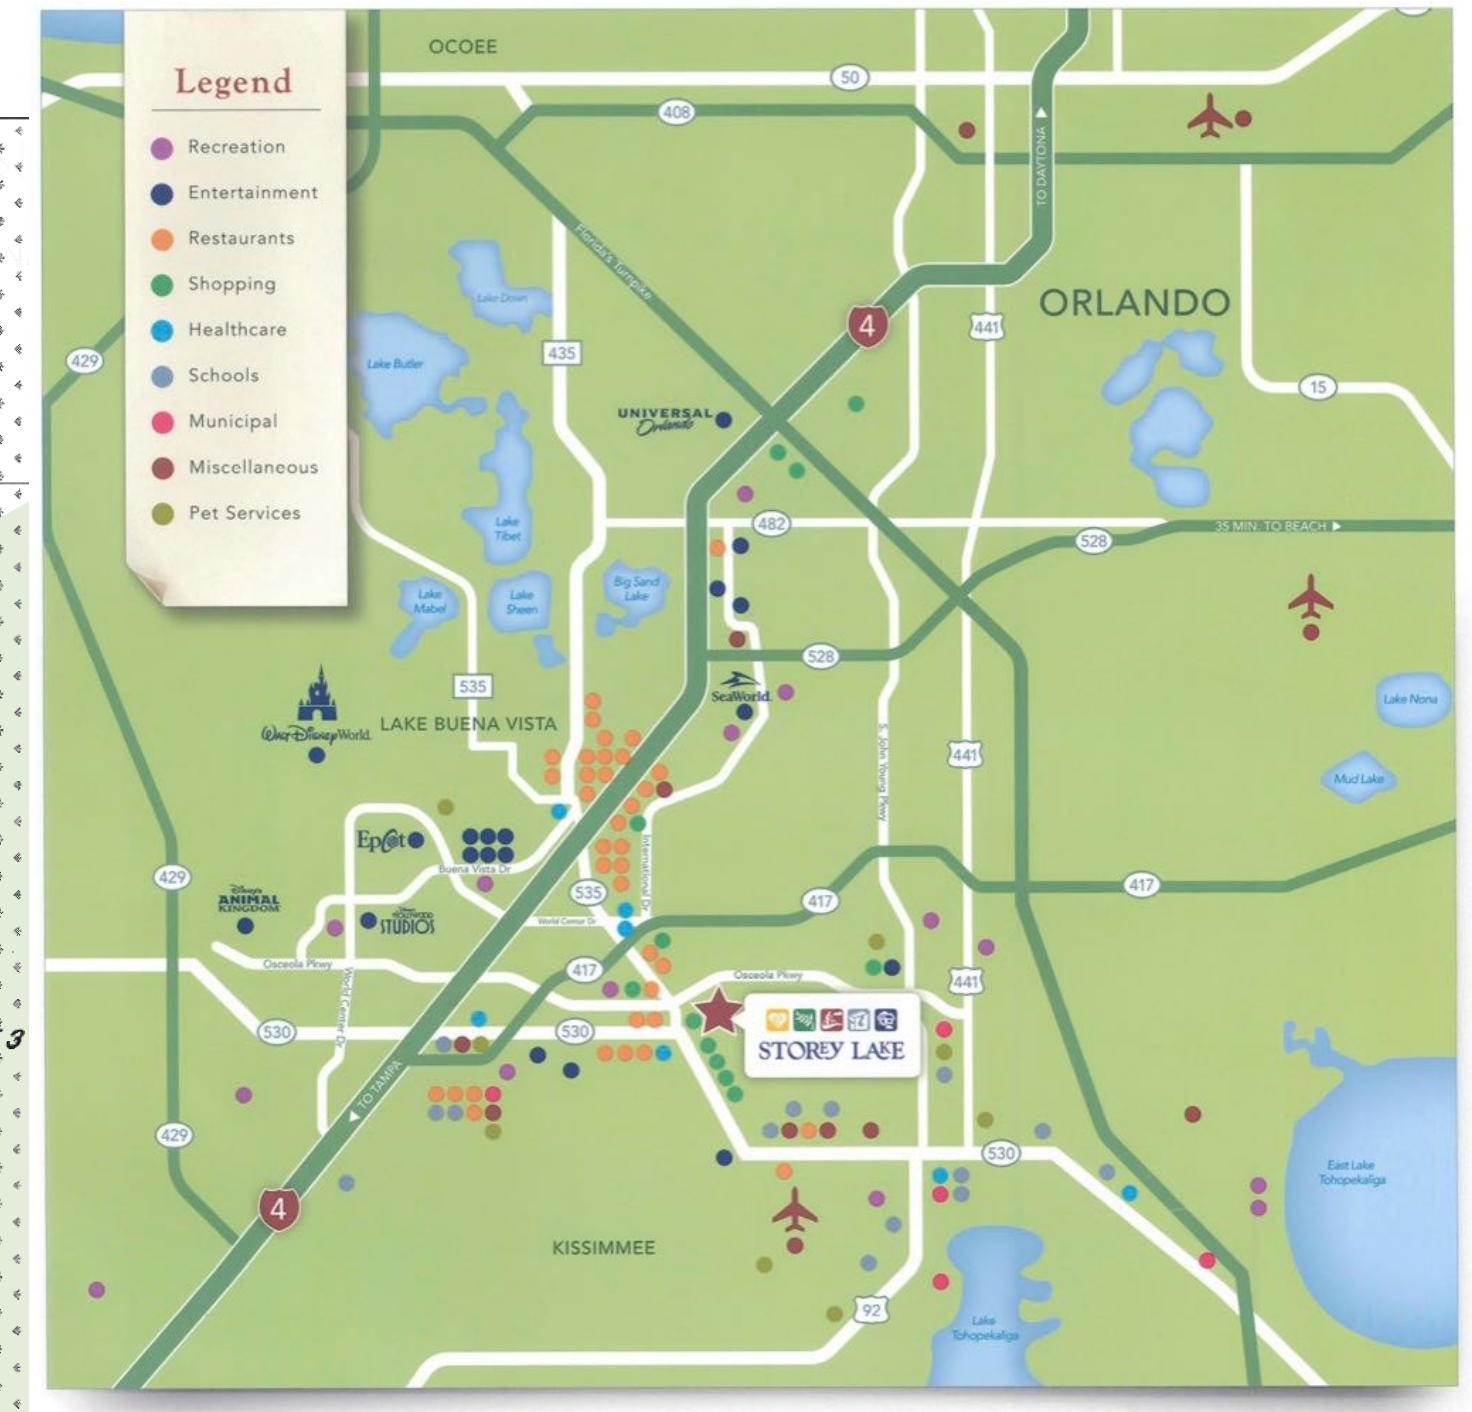 Legend
Recreation
Entertainment
Restaurants
Shopping
Healthcare
Schools
Municipal
Miscellaneous
Pet Services
OCOEE
50
408
TO DAYTONA
Florida's Turnpike
Lake Down
ORLANDO
4
441
429
Lake Butler
435
15
UNIVERSAL
Orlando
Lake
Tibet
482
35 MIN. TO BEACH
528
Lake
Mabel
Lake
Sheen
Big Sand
Lake
528
535
SeaWorld
Lake Nona
Walt Disney World
LAKE BUENA VISTA
S. John Young Pkwy
441
Mud Lake
Epcot
Buena Vista Dr
International Dr
429
535
417
417
Disney's
ANIMAL
KINGDOM
Disney
HOLLYWOOD
STUDIOS
World Center Dr
Osceola Pkwy
World Center Dr
417
Osceola Pkwy
441
530
530
STOREY LAKE
3
TO TAMPA
429
530
East Lake
Tohopekaliga
4
KISSIMMEE
92
Lake
Tohopekaliga